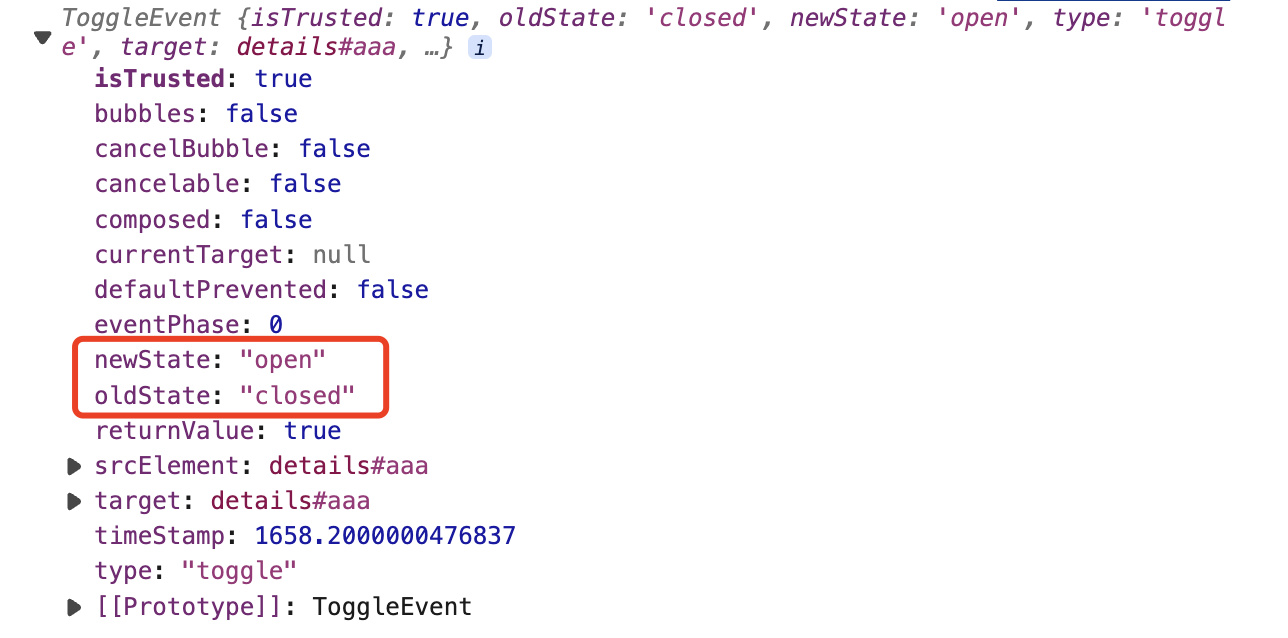 ToggleEvent {isTrusted: true, oldState: 'closed', newState: 'open', type: 'toggl
e', target: details#aaa, …} i
isTrusted: true
bubbles: false
cancelBubble: false
cancelable: false
composed: false
currentTarget: null
defaultPrevented: false
eventPhase: 0
newState: "open"
oldState: "closed"
returnValue: true
srcElement: details#aaa
target: details#aaa
timeStamp: 1658.2000000476837
type: "toggle"
[[Prototype]]: ToggleEvent